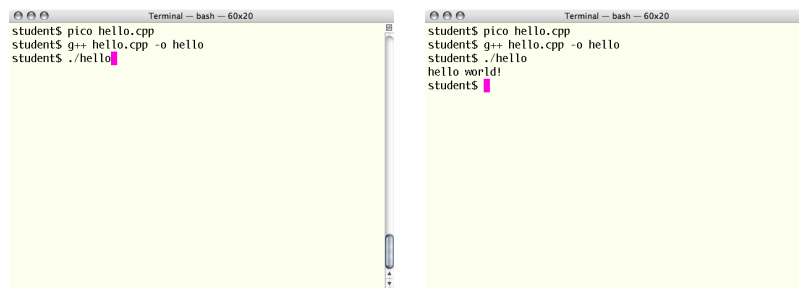 Terminal — bash — 60x20
student$ pico hello.cpp
student$ g++ hello.cpp -o hello
student$ ./hello
Terminal — bash — 60x20
student$ pico hello.cpp
student$ g++ hello.cpp -o hello
student$ ./hello
hello world!
student$